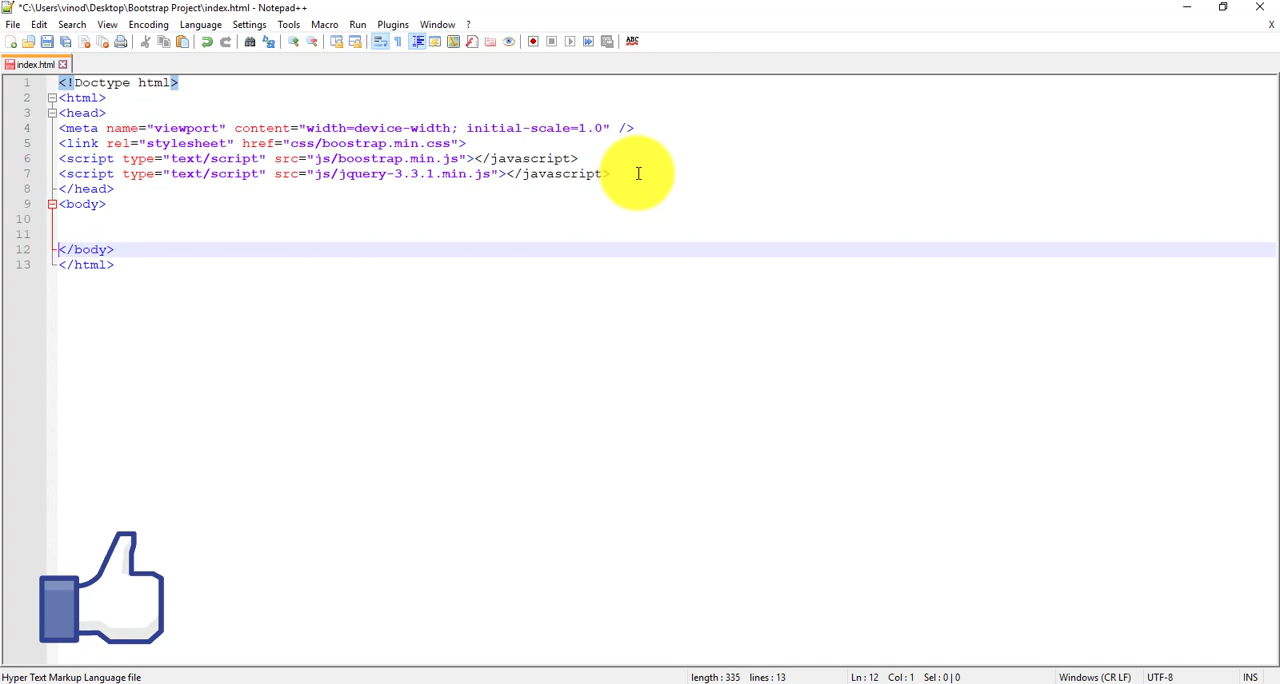 *C:\Users\vinod\Desktop\Bootstrap Project\index.html - Notepad++
File Edit Search View Encoding Language Settings Tools Macro Run Plugins Window ?
X
ABC
index.html
1 <!Doctype html>
2 <html>
3 <head>
4 <meta name="viewport" content="width=device-width; initial-scale=1.0" />
5 <link rel="stylesheet" href="css/boostrap.min.css">
6 <script type="text/script" src="js/boostrap.min.js"></javascript>
7 <script type="text/script" src="js/jquery-3.3.1.min.js"></javascript>
8 </head>
9 <body>
10
11
12 </body>
13 </html>
Hyper Text Markup Language file length : 335 lines : 13 Ln : 12 Col : 1 Sel : 0 | 0 Windows (CR LF) UTF-8 INS